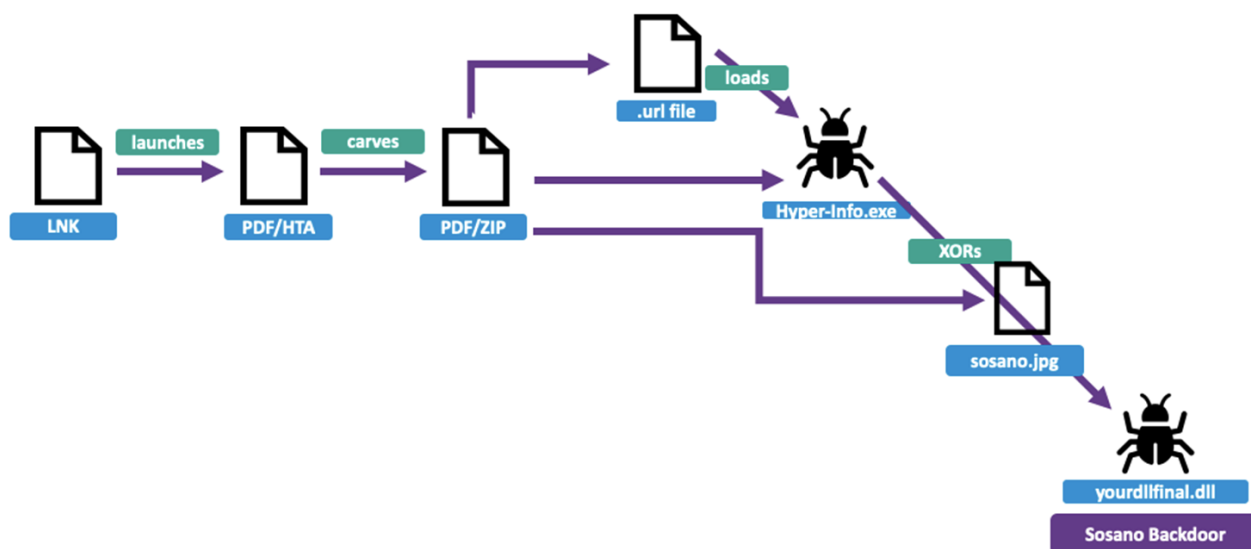 .url file
loads
launches
carves
LNK
PDF/HTA
PDF/ZIP
Hyper-Info.exe
XORs
sosano.jpg
yourdllfinal.dll
Sosano Backdoor